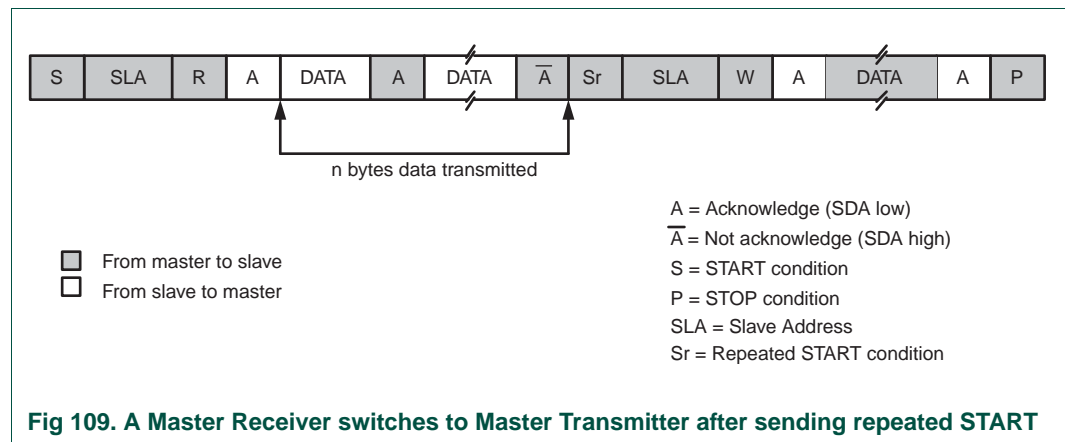 S SLA R A DATA A DATA A̅ Sr SLA W A DATA A P
n bytes data transmitted
A = Acknowledge (SDA low)
A̅ = Not acknowledge (SDA high)
S = START condition
P = STOP condition
SLA = Slave Address
Sr = Repeated START condition
From master to slave
From slave to master
Fig 109. A Master Receiver switches to Master Transmitter after sending repeated START